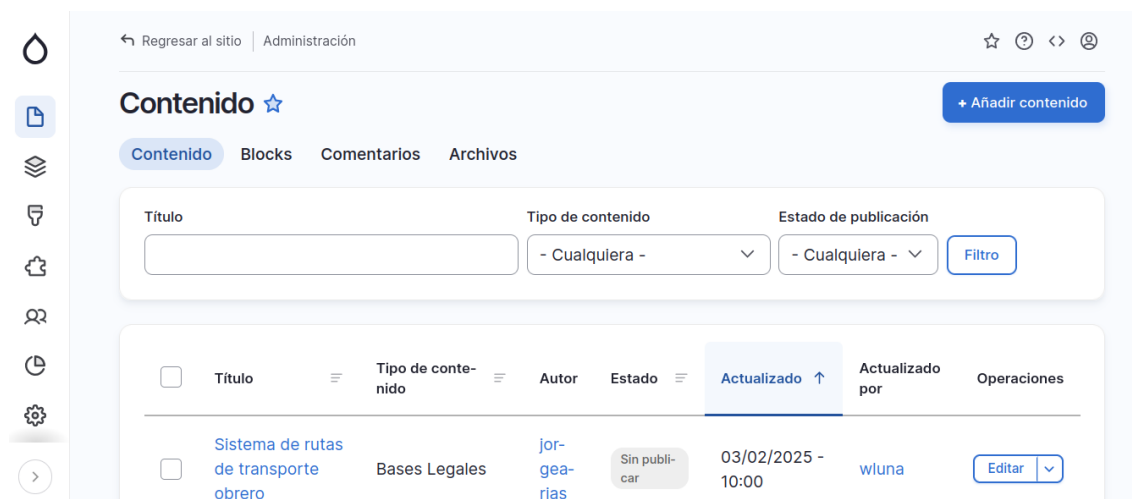 Regresar al sitio Administración
Contenido
+ Añadir contenido
Contenido Blocks Comentarios Archivos
Título Tipo de contenido Estado de publicación
- Cualquiera - - Cualquiera - Filtro
Título Tipo de conte-
nido Autor Estado Actualizado Actualizado
por Operaciones
Sistema de rutas
de transporte
obrero
Bases Legales
jor-
gea-
rias
Sin publi-
car
03/02/2025 -
10:00
wluna
Editar